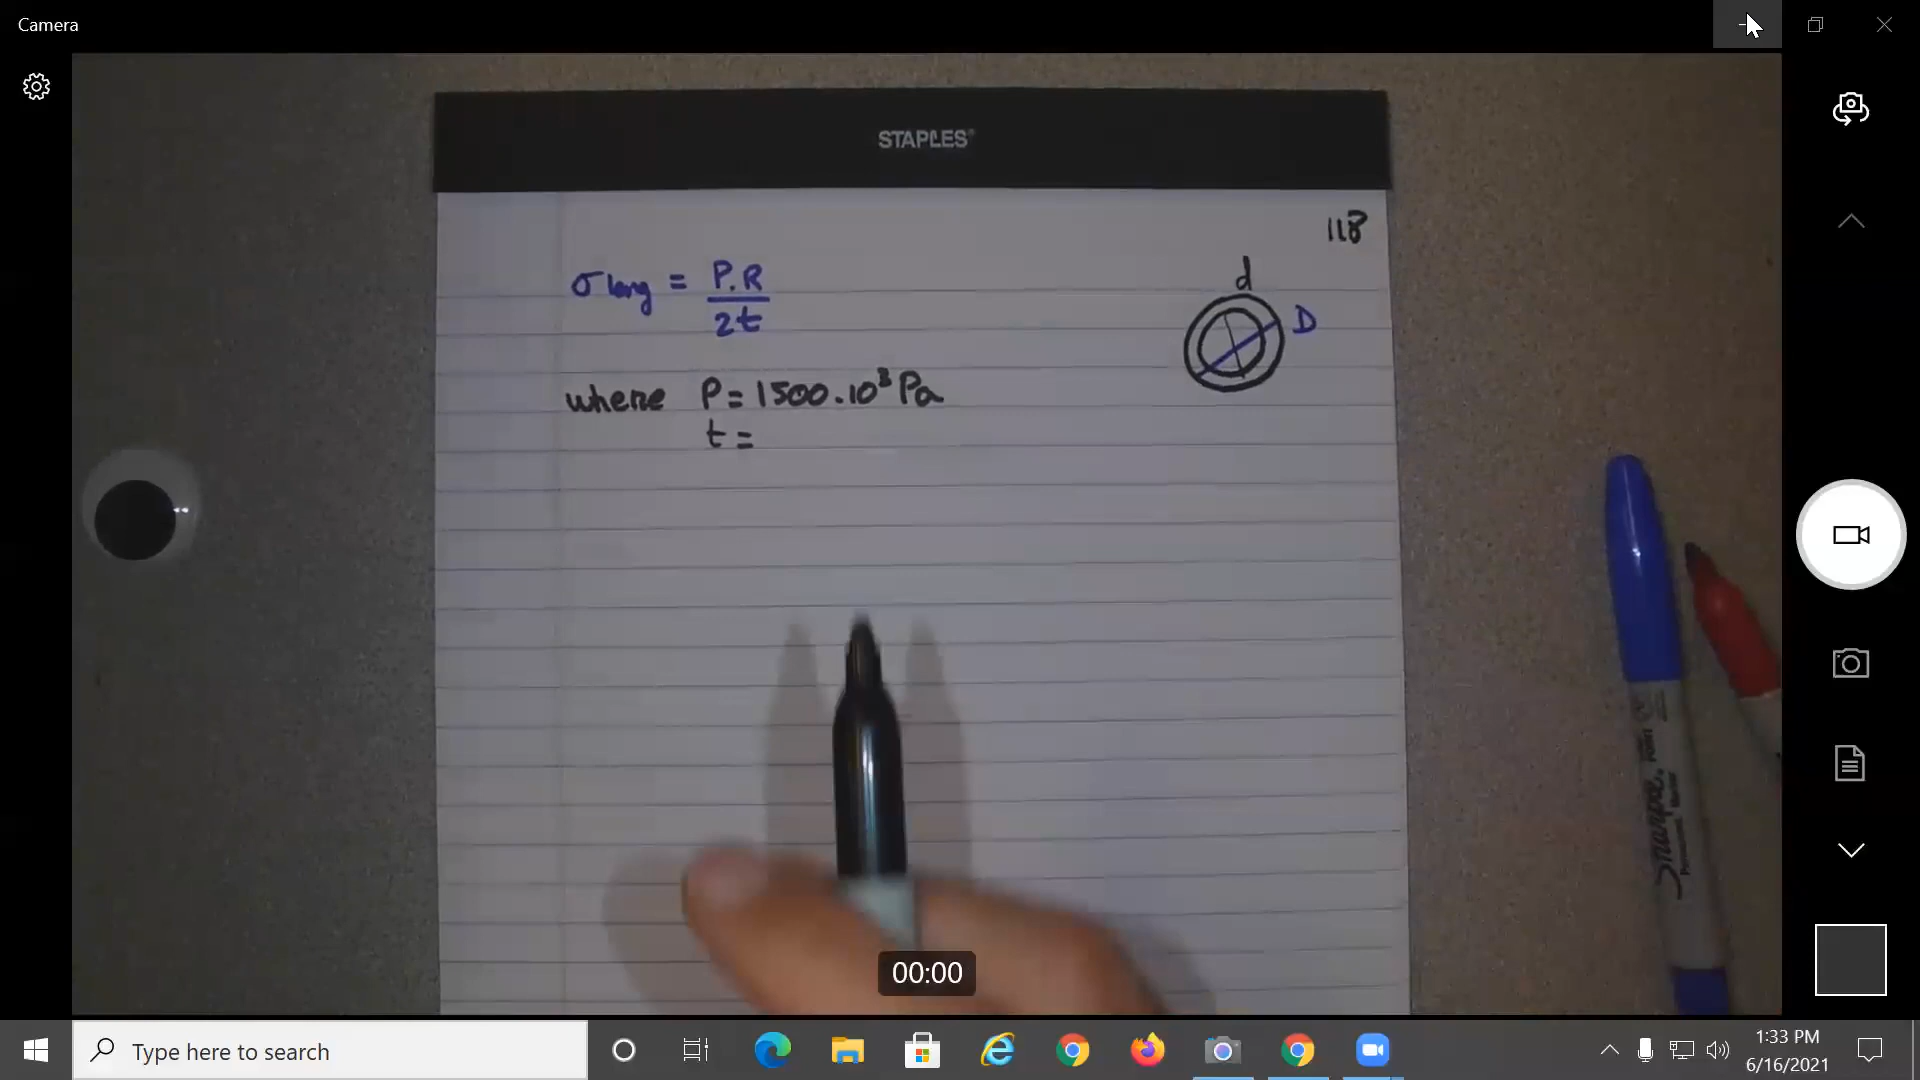 Camera
STAPLES
118
σ long = P.R
2t
d
D
where P = 1500.10³ Pa
t =
Sharpie
00:00
Type here to search
1:33 PM
6/16/2021